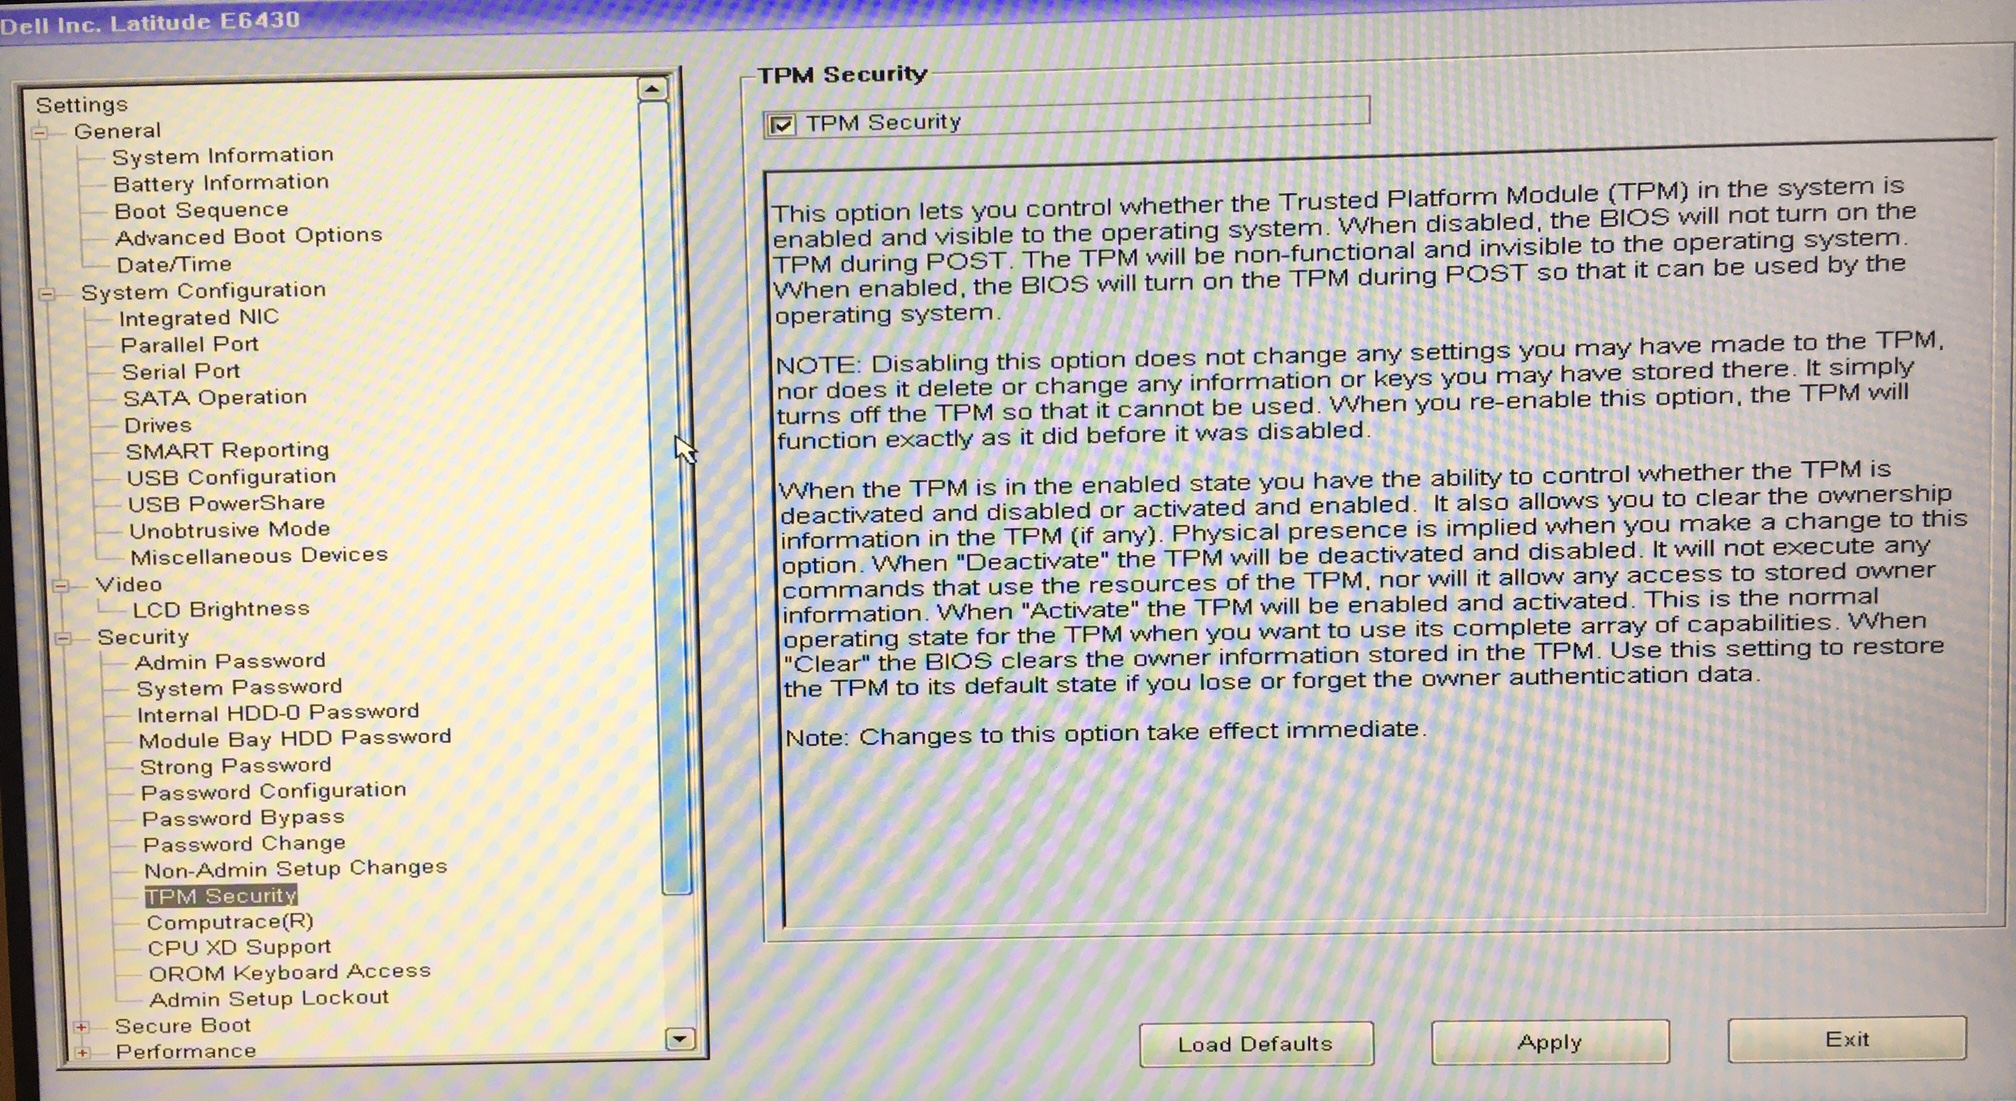 Dell Inc. Latitude E6430
Settings
General
System Information
Battery Information
Boot Sequence
Advanced Boot Options
Date/Time
System Configuration
Integrated NIC
Parallel Port
Serial Port
SATA Operation
Drives
SMART Reporting
USB Configuration
USB PowerShare
Unobtrusive Mode
Miscellaneous Devices
Video
LCD Brightness
Security
Admin Password
System Password
Internal HDD-0 Password
Module Bay HDD Password
Strong Password
Password Configuration
Password Bypass
Password Change
Non-Admin Setup Changes
TPM Security
Computrace(R)
CPU XD Support
OROM Keyboard Access
Admin Setup Lockout
Secure Boot
Performance
TPM Security
TPM Security
This option lets you control whether the Trusted Platform Module (TPM) in the system is
enabled and visible to the operating system. When disabled, the BIOS will not turn on the
TPM during POST. The TPM will be non-functional and invisible to the operating system.
When enabled, the BIOS will turn on the TPM during POST so that it can be used by the
operating system.
NOTE: Disabling this option does not change any settings you may have made to the TPM,
nor does it delete or change any information or keys you may have stored there. It simply
turns off the TPM so that it cannot be used. When you re-enable this option, the TPM will
function exactly as it did before it was disabled.
When the TPM is in the enabled state you have the ability to control whether the TPM is
deactivated and disabled or activated and enabled. It also allows you to clear the ownership
information in the TPM (if any). Physical presence is implied when you make a change to this
option. When "Deactivate" the TPM will be deactivated and disabled. It will not execute any
commands that use the resources of the TPM, nor will it allow any access to stored owner
information. When "Activate" the TPM will be enabled and activated. This is the normal
operating state for the TPM when you want to use its complete array of capabilities. When
"Clear" the BIOS clears the owner information stored in the TPM. Use this setting to restore
the TPM to its default state if you lose or forget the owner authentication data.
Note: Changes to this option take effect immediate.
Load Defaults
Apply
Exit